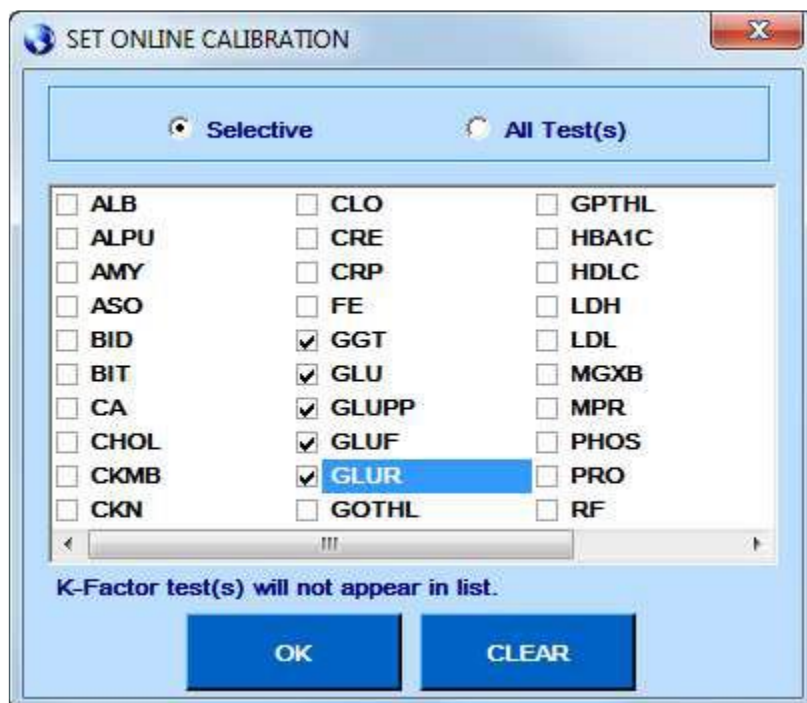 SET ONLINE CALIBRATION
Selective All Test(s)
ALB CLO GPTHL
ALPU CRE HBA1C
AMY CRP HDLC
ASO FE LDH
BID GGT LDL
BIT GLU MGXB
CA GLUPP MPR
CHOL GLUF PHOS
CKMB GLUR PRO
CKN GOTHL RF
K-Factor test(s) will not appear in list.
OK CLEAR